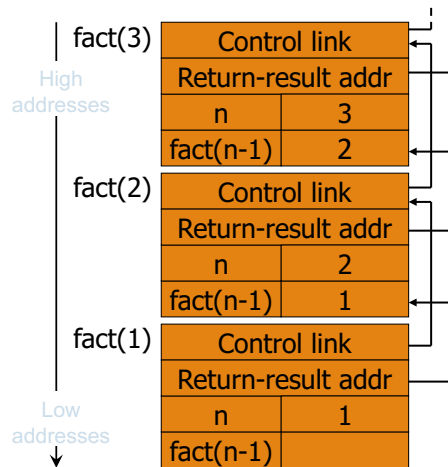 fact(3)
Control link
High
addresses
Return-result addr
n 3
fact(n-1) 2
fact(2)
Control link
Return-result addr
n 2
fact(n-1) 1
fact(1)
Control link
Return-result addr
Low
addresses
n 1
fact(n-1)